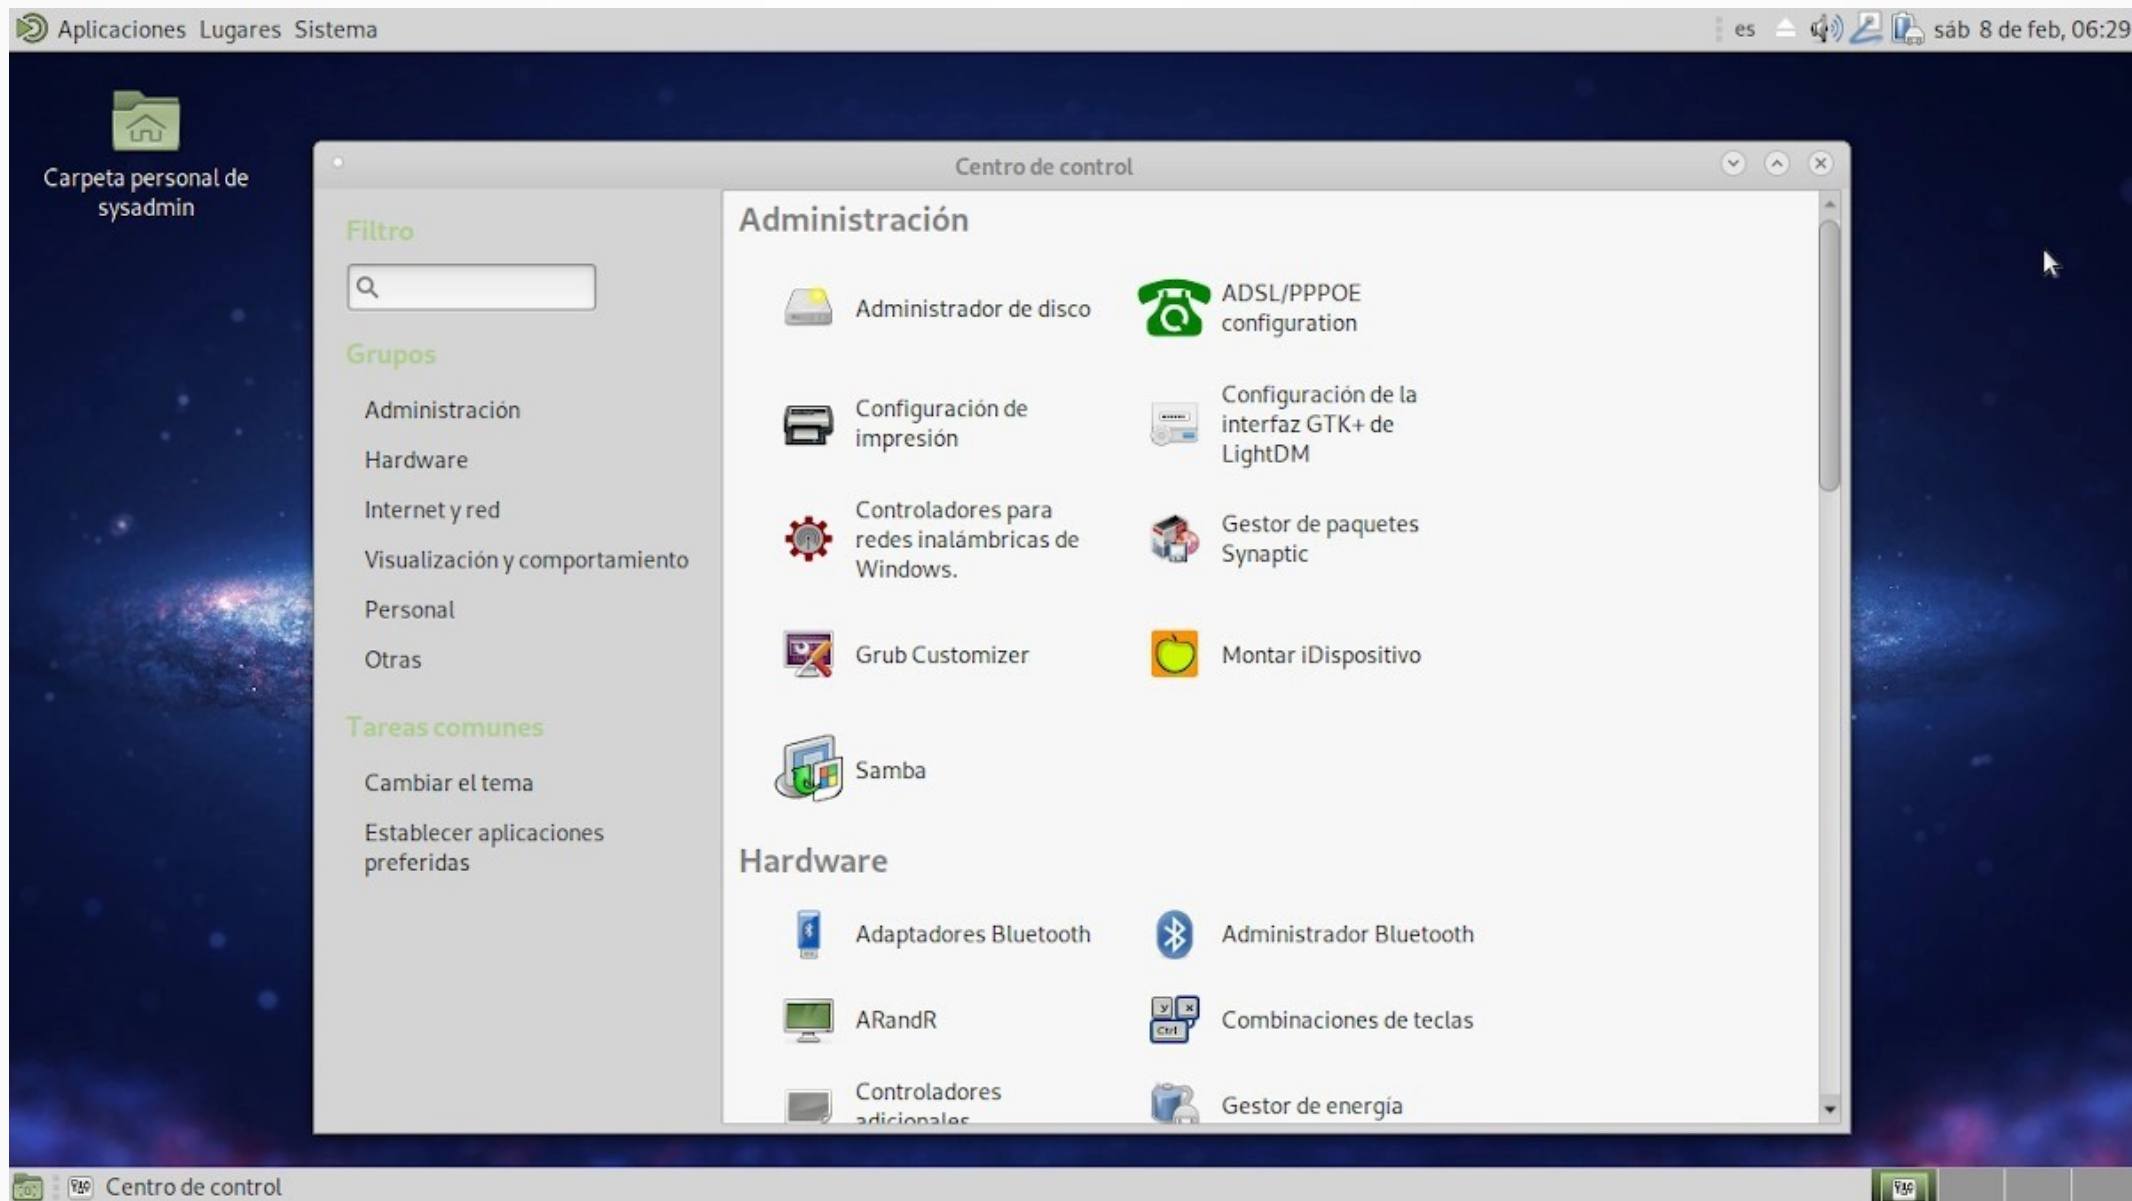 Aplicaciones Lugares Sistema
es
sáb 8 de feb, 06:29
Carpeta personal de
sysadmin
Centro de control
Filtro
Grupos
Administración
Hardware
Internet y red
Visualización y comportamiento
Personal
Otras
Tareas comunes
Cambiar el tema
Establecer aplicaciones
preferidas
Administración
Administrador de disco
ADSL/PPPOE
configuration
Configuración de
impresión
Configuración de la
interfaz GTK+ de
LightDM
Controladores para
redes inalámbricas de
Windows.
Gestor de paquetes
Synaptic
Grub Customizer
Montar iDispositivo
Samba
Hardware
Adaptadores Bluetooth
Administrador Bluetooth
ARandR
Combinaciones de teclas
Y X
Ctrl
Controladores
adicionales
Gestor de energía
Centro de control